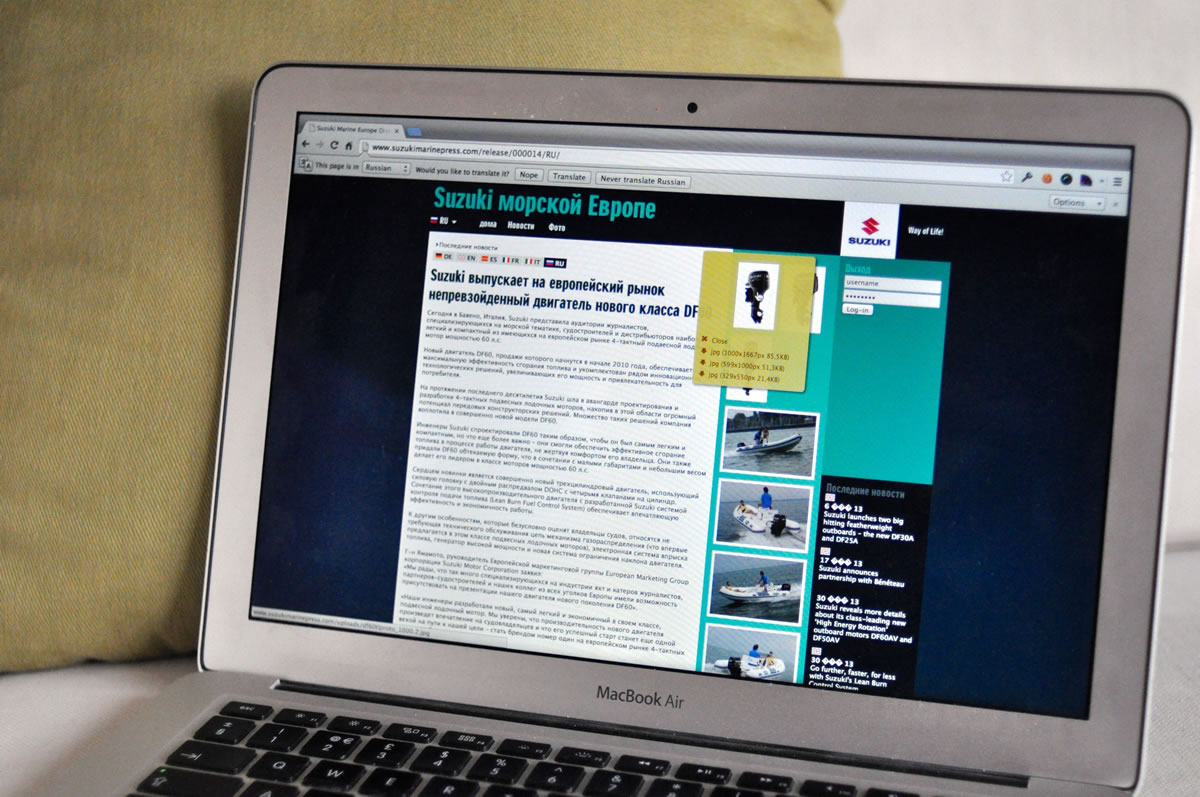 Suzuki Marine Europe Div
www.suzukimarinepress.com/release/000014/RU/
This page is in Russian Would you like to translate it? Nope Translate Never translate Russian Options
Suzuki морской Европе
RU дома Новости Фото
SUZUKI
Way of Life!
Последние новости
DE EN ES FR IT RU
Suzuki выпускает на европейский рынок
непревзойденный двигатель нового класса DF6
Сегодня в Бавено, Италия, Suzuki представила аудитории журналистов,
специализирующихся на морской тематике, судостроителей и дистрибьюторов наибо
легкий и компактный из имеющихся на европейском рынке 4-тактный подвесной лод
мотор мощностью 60 л.с.
Новый двигатель DF60, продажи которого начнутся в начале 2010 года, обеспечивает
максимальную эффективность сгорания топлива и укомплектован рядом инновацион
технологических решений, увеличивающих его мощность и привлекательность для
потребителя.
На протяжении последнего десятилетия Suzuki шла в авангарде проектирования и
разработки 4-тактных подвесных лодочных моторов, накопив в этой области огромный
потенциал передовых конструкторских решений. Множество таких решений компания
воплотила в совершенно новой модели DF60.
Инженеры Suzuki спроектировали DF60 таким образом, чтобы он был самым легким и
компактным, но что еще более важно - они смогли обеспечить эффективное сгорание
топлива в процессе работы двигателя, не жертвуя комфортом его владельца. Они также
придали DF60 обтекаемую форму, что в сочетании с малыми габаритами и небольшим весом
делает его лидером в классе моторов мощностью 60 л.с.
Сердцем новинки является совершенно новый трехцилиндровый двигатель, использующий
силовую головку с двойным распредвалом DOHC с четырьмя клапанами на цилиндр.
Сочетание этого высокопроизводительного двигателя с разработанной Suzuki системой
контроля подачи топлива (Lean Burn Fuel Control System) обеспечивает впечатляющую
эффективность и экономичность работы.
К другим особенностям, которые безусловно оценят владельцы судов, относятся не
требующая технического обслуживания цепь механизма газораспределения (что впервые
предлагается в этом классе подвесных лодочных моторов), электронная система впрыска
топлива, генератор высокой мощности и новая система ограничения наклона двигателя.
Г-н Ямамото, руководитель Европейской маркетинговой группы European Marketing Group
корпорации Suzuki Motor Corporation заявил:
«Мы рады, что так много специализирующихся на индустрии яхт и катеров журналистов,
партнеров-судостроителей и наших коллег из всех уголков Европы имели возможность
присутствовать на презентации нашего двигателя нового поколения DF60».
«Наши инженеры разработали новый, самый легкий и экономичный в своем классе,
подвесной лодочный мотор. Мы уверены, что производительность нового двигателя
произведет впечатление на судовладельцев и что его успешный старт станет еще одной
вехой на пути к нашей цели - стать брендом номер один на европейском рынке 4-тактных
Close
jpg (1000x1667px 85,5KB)
jpg (599x1000px 51,3KB)
jpg (329x550px 21,4KB)
Выход
username
Log-in
Последние новости
6 ��� 13
Suzuki launches two big
hitting featherweight
outboards - the new DF30A
and DF25A
17 ��� 13
Suzuki announces
partnership with Bénéteau
30 ��� 13
Suzuki reveals more details
about its class-leading new
'High Energy Rotation'
outboard motors DF60AV and
DF50AV
30 ��� 13
Go further, faster, for less
with Suzuki's Lean Burn
Control System
MacBook Air
esc F1 F2 F3 F4 F5 F6 F7 F8 F9
1 2 3 4 5 6 7
Q W E R